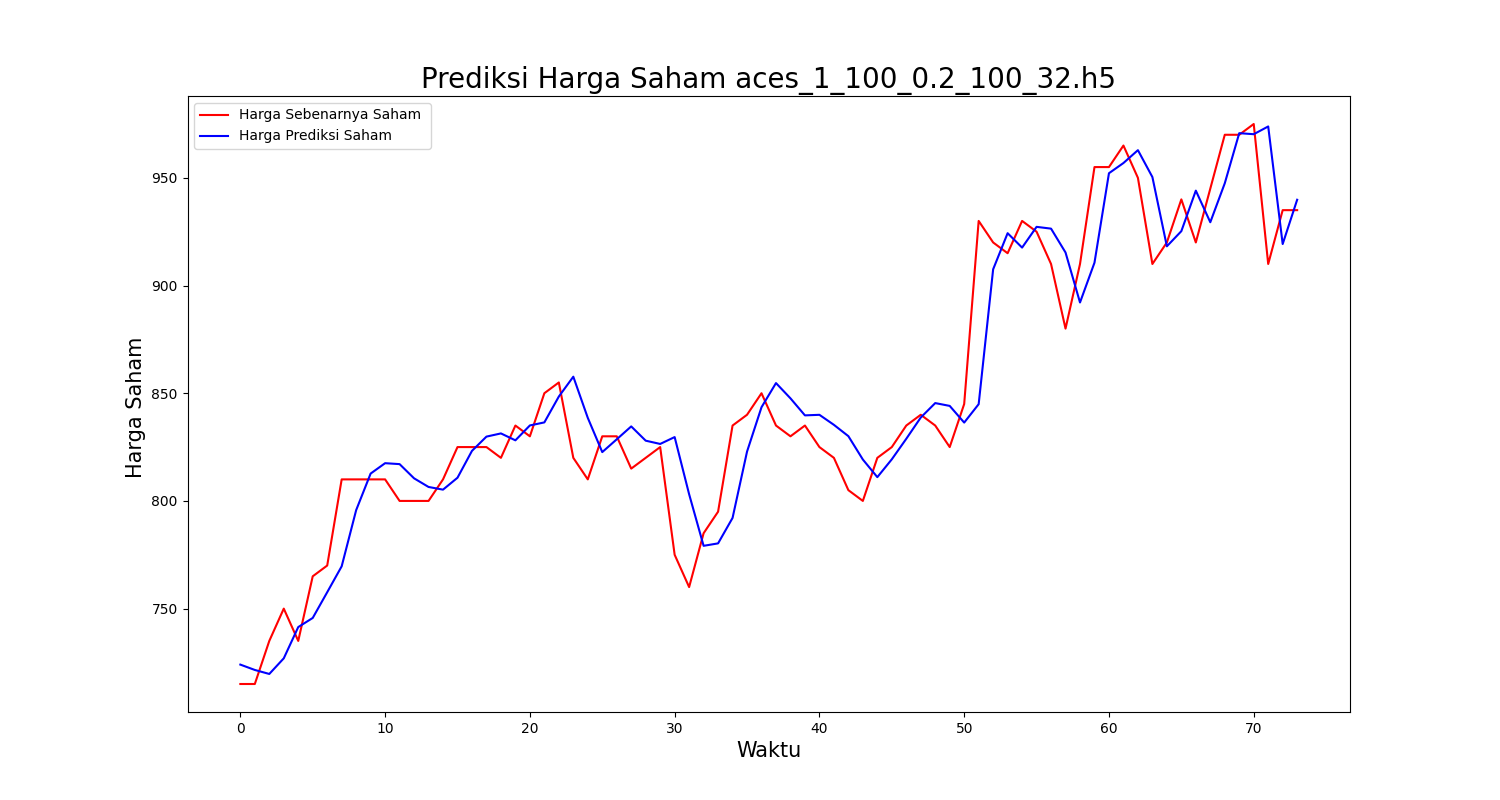 Prediksi Harga Saham aces_1_100_0.2_100_32.h5
Harga Sebenarnya Saham
Harga Prediksi Saham
950
900
850
800
750
Harga Saham
0 10 20 30 40 50 60 70
Waktu